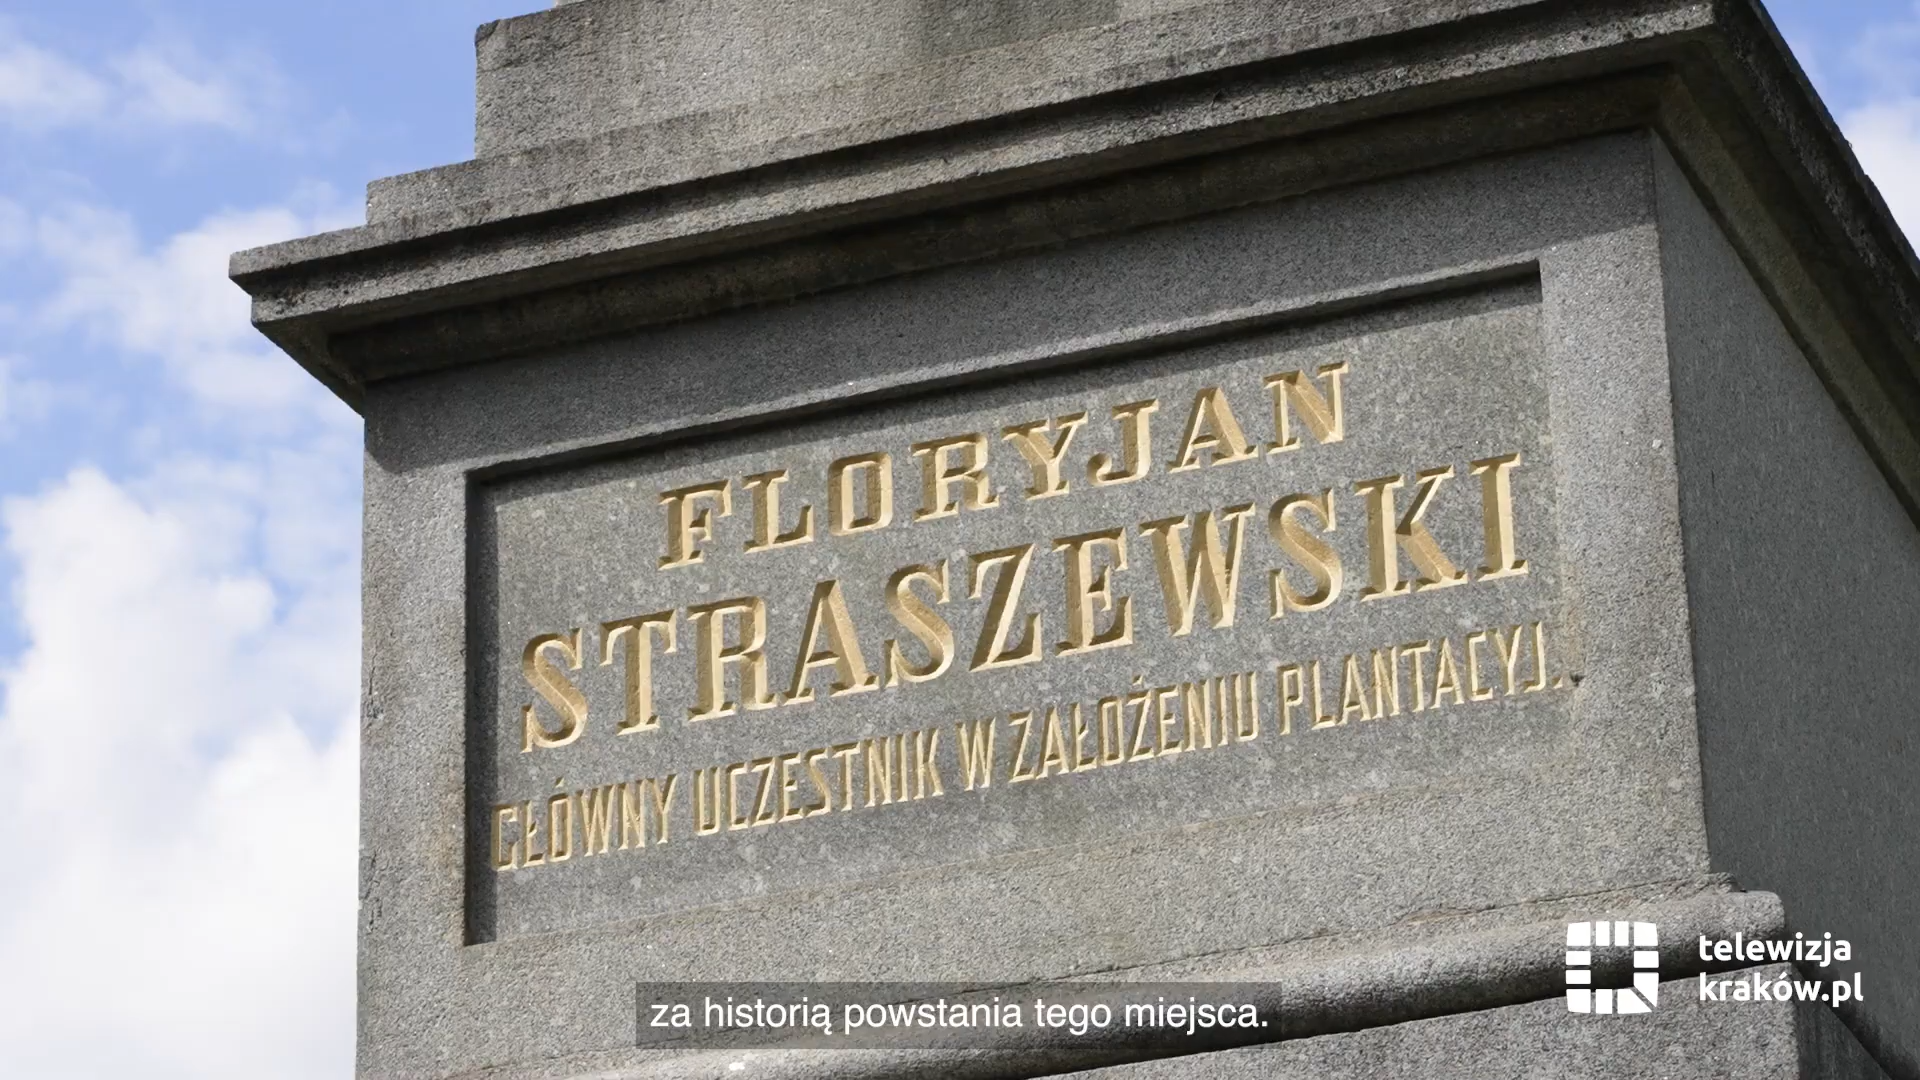 FLORYJAN
STRASZEWSKI
GŁÓWNY UCZESTNIK W ZAŁOŻENIU PLANTACYJ.
telewizja
kraków.pl
za historią powstania tego miejsca.